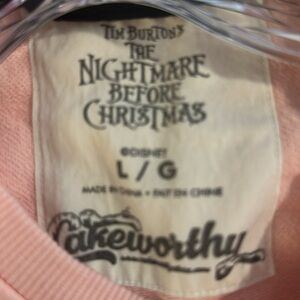 TIM BURTON'S
THE
NIGHTMARE
BEFORE
CHRISTMAS
©DISNEY
L / G
MADE IN CHINA • FAIT EN CHINE
Cakeworthy